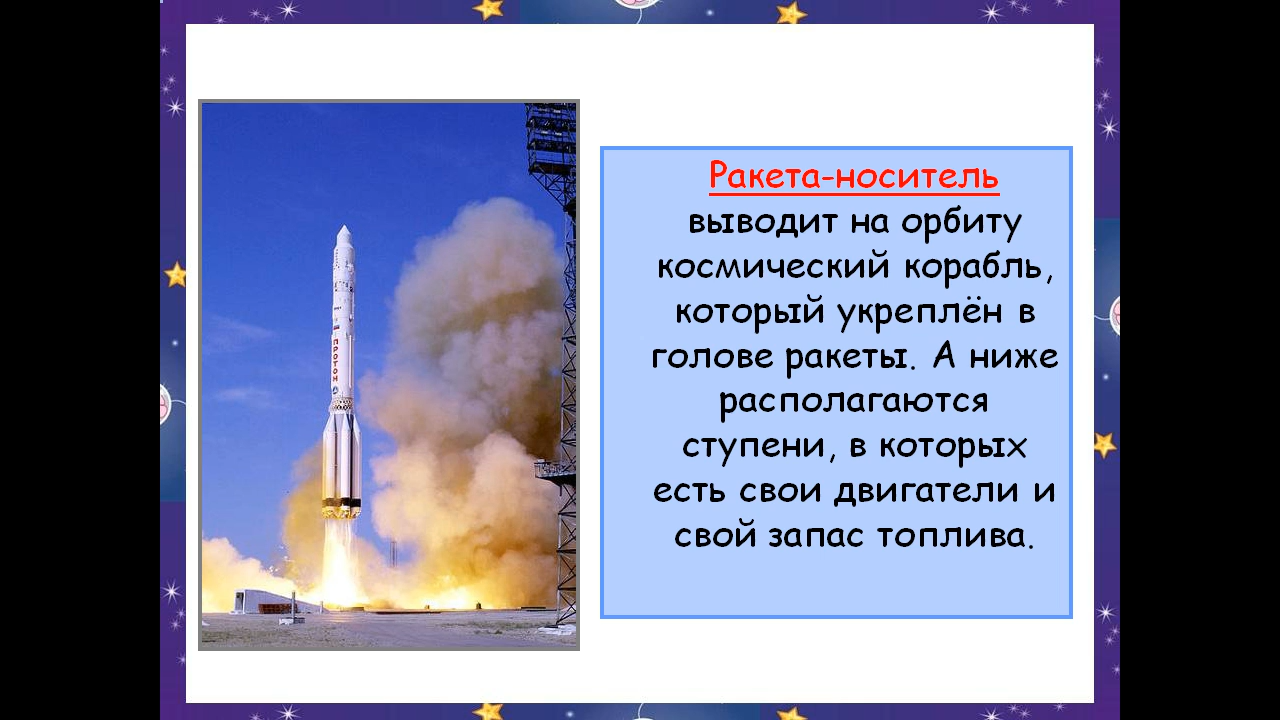 Ракета-носитель
выводит на орбиту
космический корабль,
который укреплён в
голове ракеты. А ниже
располагаются
ступени, в которых
есть свои двигатели и
свой запас топлива.
ПРОТОН